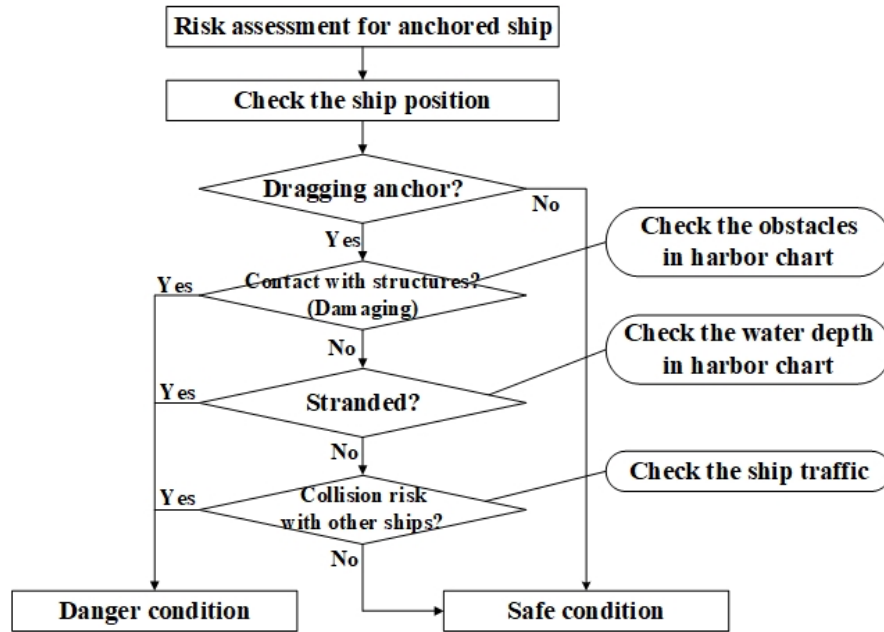 Risk assessment for anchored ship
Check the ship position
Dragging anchor?
No
Yes
Check the obstacles
in harbor chart
Yes
Contact with structures?
(Damaging)
No
Check the water depth
in harbor chart
Yes
Stranded?
No
Check the ship traffic
Yes
Collision risk
with other ships?
No
Danger condition
Safe condition